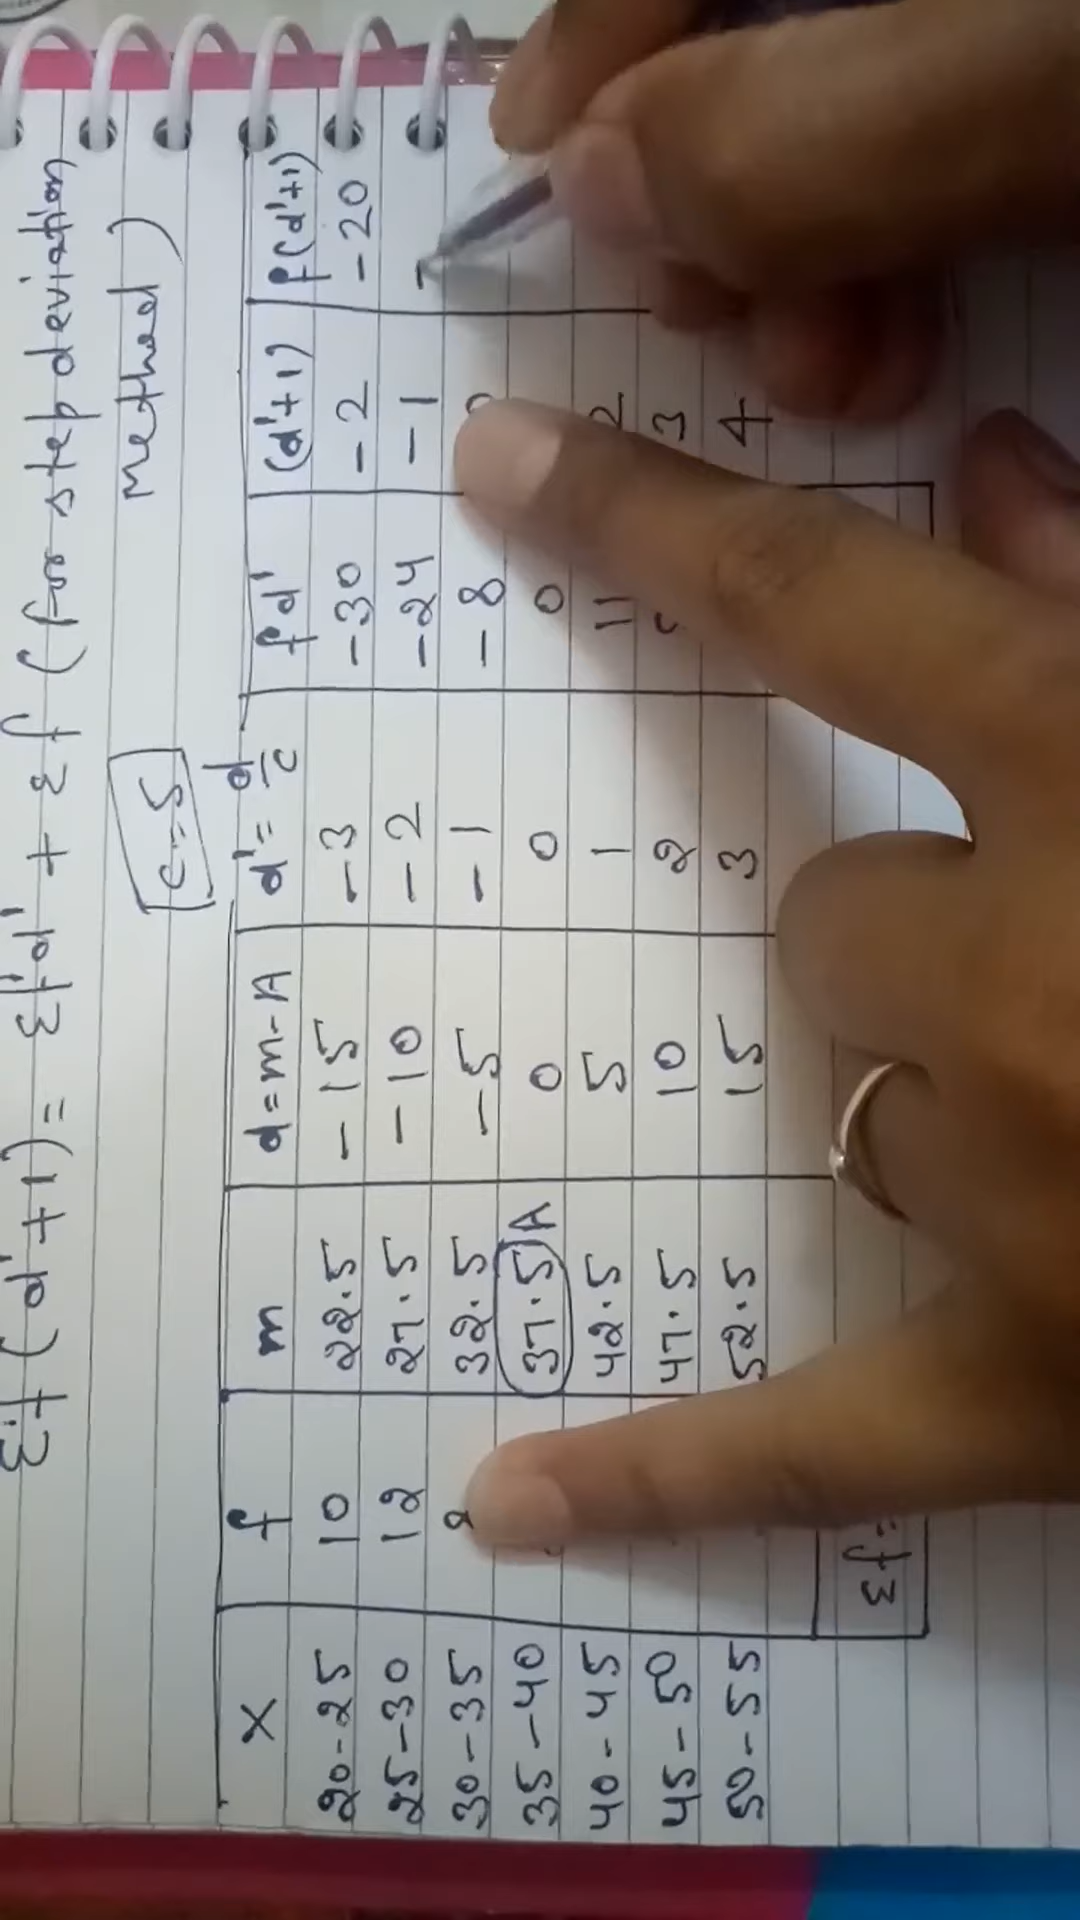 Σf(d'+1) = Σfd' + Σf (for step deviation
Method)
c=5
X f m d=m-A d'=d/c fd' (d'+1) f(d'+1)
20-25 10 22.5 -15 -3 -30 -2 -20
25-30 12 27.5 -10 -2 -24 -1 -
30-35 32.5 -5 -1 -8
35-40 37.5 A 0 0 0
40-45 42.5 5 1 11 2
45-50 47.5 10 2 3
50-55 52.5 15 3 4
Σf=